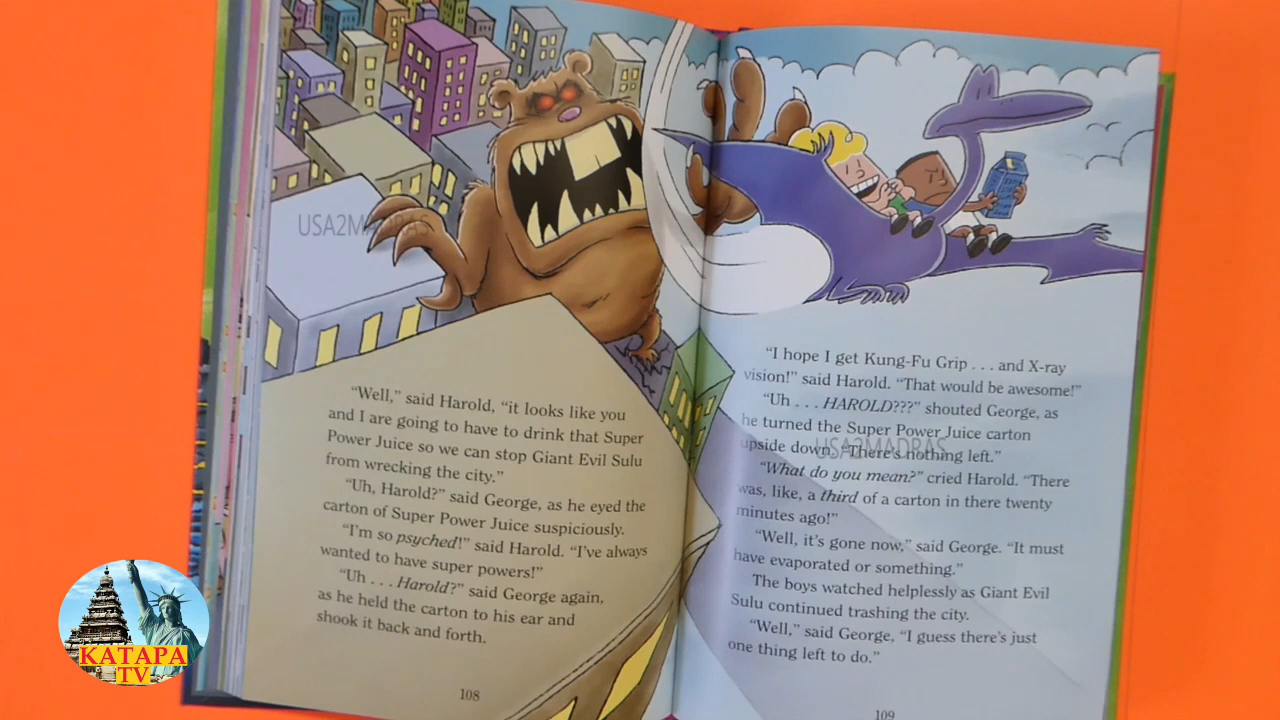 USA2MADRAS
"Well," said Harold, "it looks like you
and I are going to have to drink that Super
Power Juice so we can stop Giant Evil Sulu
from wrecking the city."
"Uh, Harold?" said George, as he eyed the
carton of Super Power Juice suspiciously.
"I'm so psyched!" said Harold. "I've always
wanted to have super powers!"
"Uh . . . Harold?" said George again,
as he held the carton to his ear and
shook it back and forth.
108
"I hope I get Kung-Fu Grip . . . and X-ray
vision!" said Harold. "That would be awesome!"
"Uh . . . HAROLD???" shouted George, as
he turned the Super Power Juice carton
upside down. "There's nothing left."
USA2MADRAS
"What do you mean?" cried Harold. "There
was, like, a third of a carton in there twenty
minutes ago!"
"Well, it's gone now," said George. "It must
have evaporated or something."
The boys watched helplessly as Giant Evil
Sulu continued trashing the city.
"Well," said George, "I guess there's just
one thing left to do."
109
KATAPA
TV